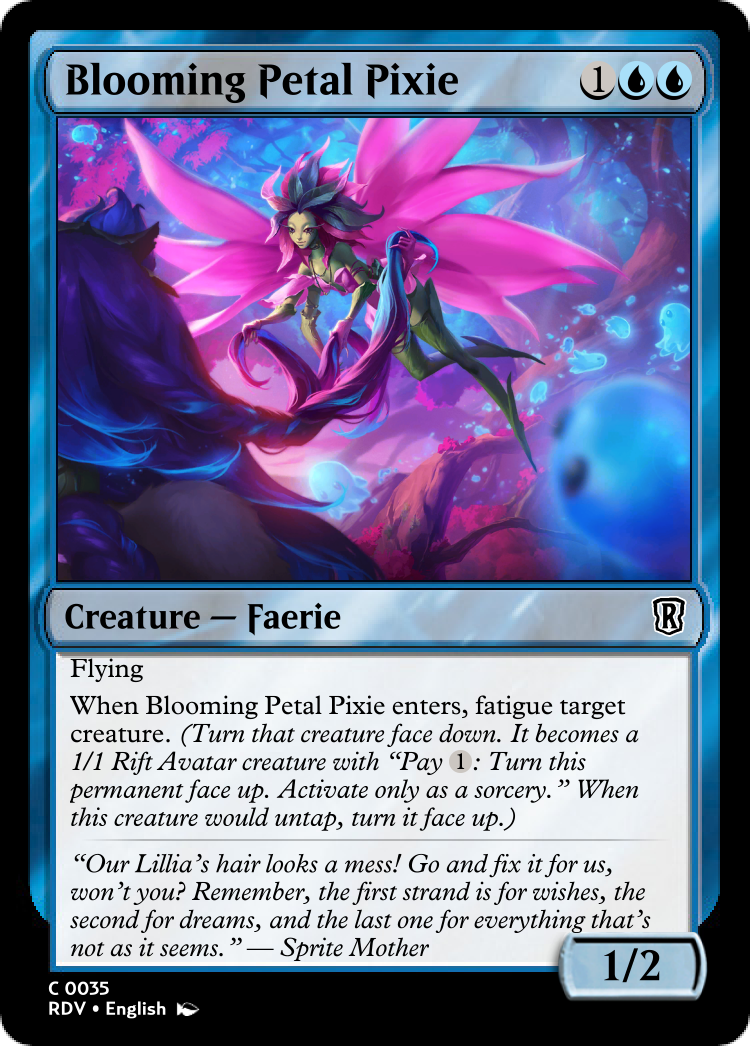 Blooming Petal Pixie 1
Creature — Faerie R
Flying
When Blooming Petal Pixie enters, fatigue target
creature. (Turn that creature face down. It becomes a
1/1 Rift Avatar creature with “Pay 1: Turn this
permanent face up. Activate only as a sorcery.” When
this creature would untap, turn it face up.)
“Our Lillia’s hair looks a mess! Go and fix it for us,
won’t you? Remember, the first strand is for wishes, the
second for dreams, and the last one for everything that’s
not as it seems.” — Sprite Mother
1/2
C 0035
RDV • English